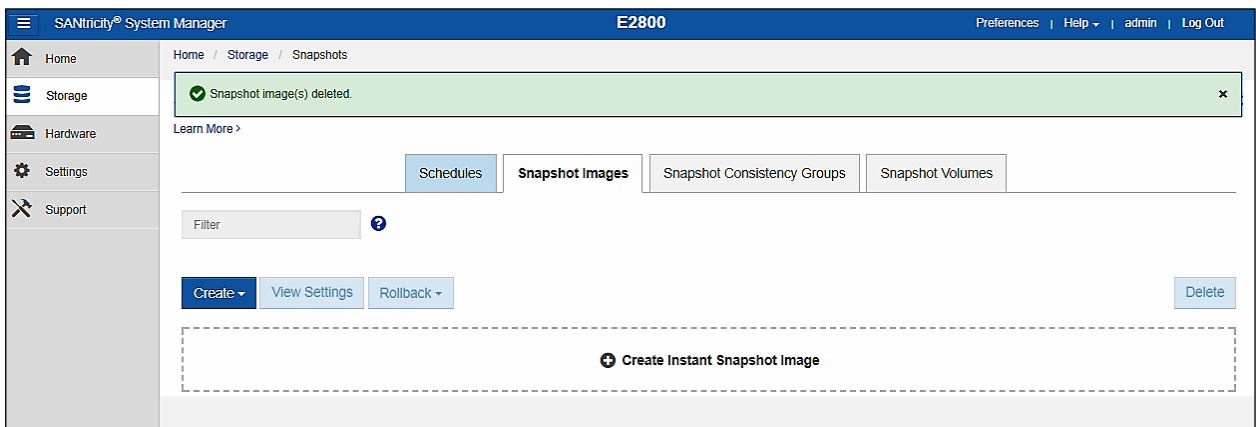 SANtricity® System Manager
E2800
Preferences | Help | admin | Log Out
Home
Storage
Hardware
Settings
Support
Home / Storage / Snapshots
Snapshot image(s) deleted.
×
Learn More >
Schedules
Snapshot Images
Snapshot Consistency Groups
Snapshot Volumes
Filter
?
Create
View Settings
Rollback
Delete
Create Instant Snapshot Image